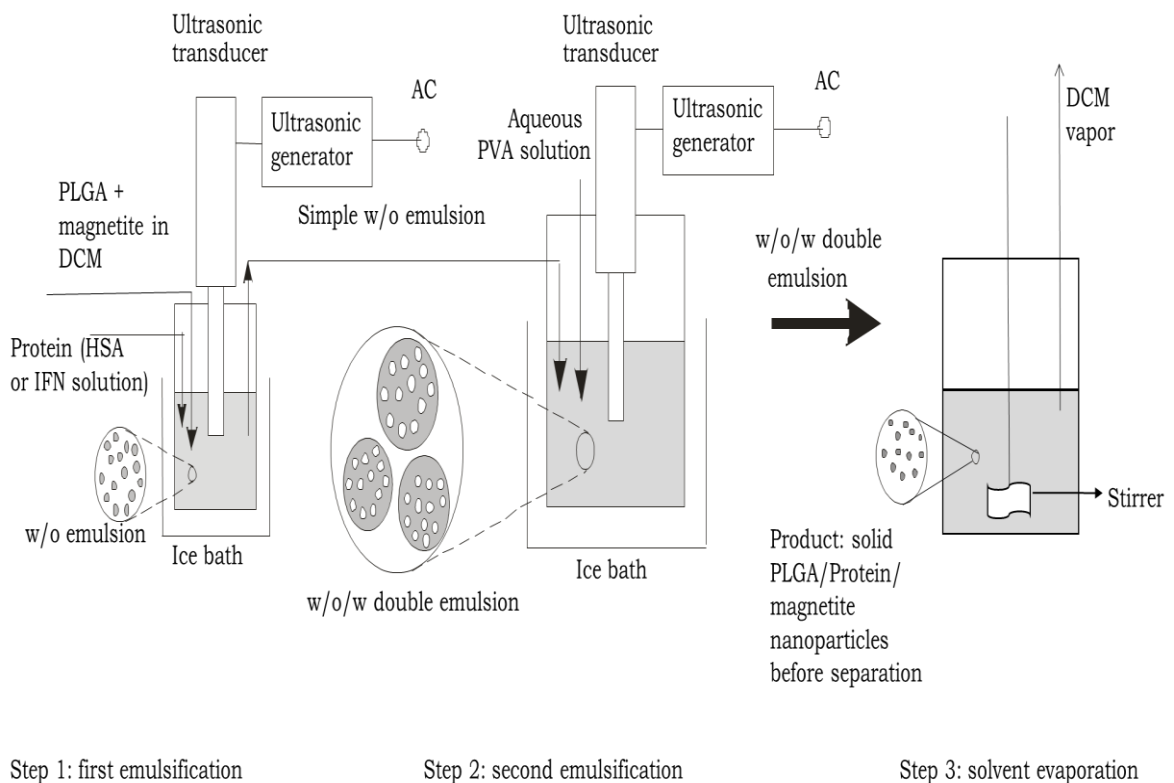 Ultrasonic
transducer
AC
Ultrasonic
generator
PLGA +
magnetite in
DCM
Protein (HSA
or IFN solution)
w/o emulsion
Ice bath
Simple w/o emulsion
Ultrasonic
transducer
AC
Ultrasonic
generator
Aqueous
PVA solution
w/o/w double emulsion
Ice bath
w/o/w double
emulsion
DCM
vapor
Stirrer
Product: solid
PLGA/Protein/
magnetite
nanoparticles
before separation
Step 1: first emulsification
Step 2: second emulsification
Step 3: solvent evaporation